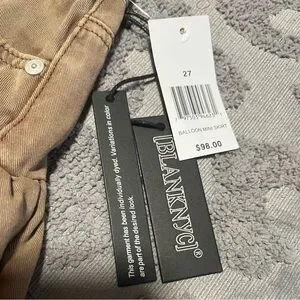 27
BALLOON MINI SKIRT
$98.00
[BLANKNYC]®
This garment has been individually dyed. Variations in color
are part of the desired look.